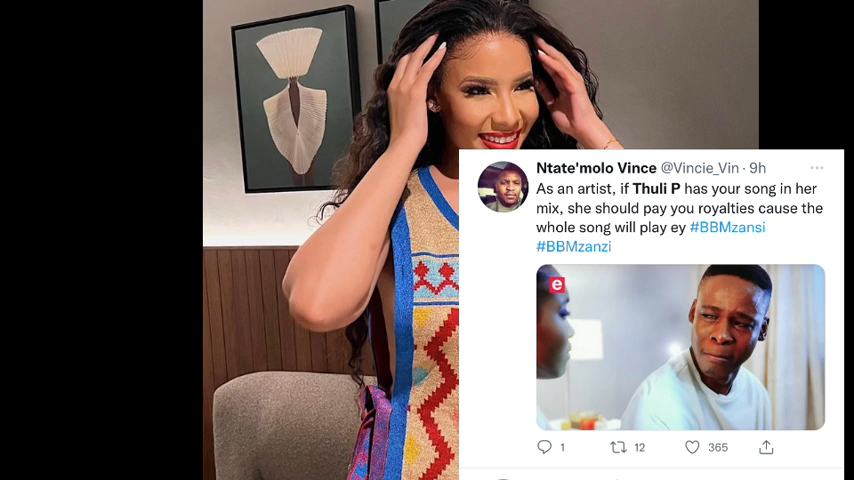 Ntate'molo Vince @Vincie_Vin · 9h
As an artist, if Thuli P has your song in her
mix, she should pay you royalties cause the
whole song will play ey #BBMzansi
#BBMzanzi
e
1 12 365